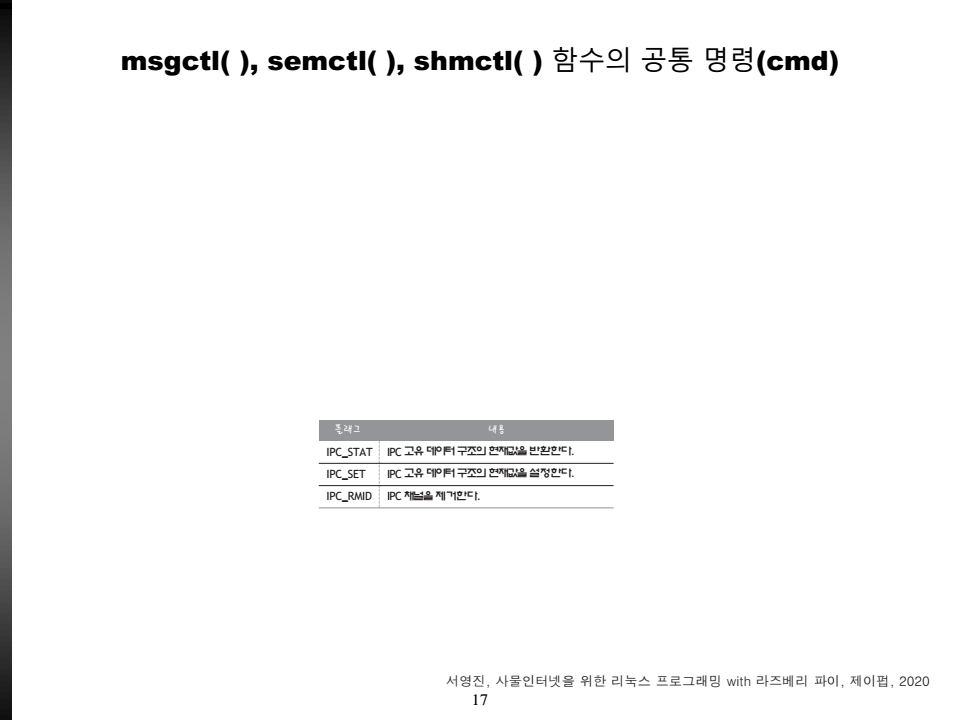 msgctl( ), semctl( ), shmctl( ) 함수의 공통 명령(cmd)
플래그 내용
IPC_STAT IPC 고유 데이터 구조의 현재값을 반환한다.
IPC_SET IPC 고유 데이터 구조의 현재값을 설정한다.
IPC_RMID IPC 채널을 제거한다.
서영진, 사물인터넷을 위한 리눅스 프로그래밍 with 라즈베리 파이, 제이펍, 2020
17